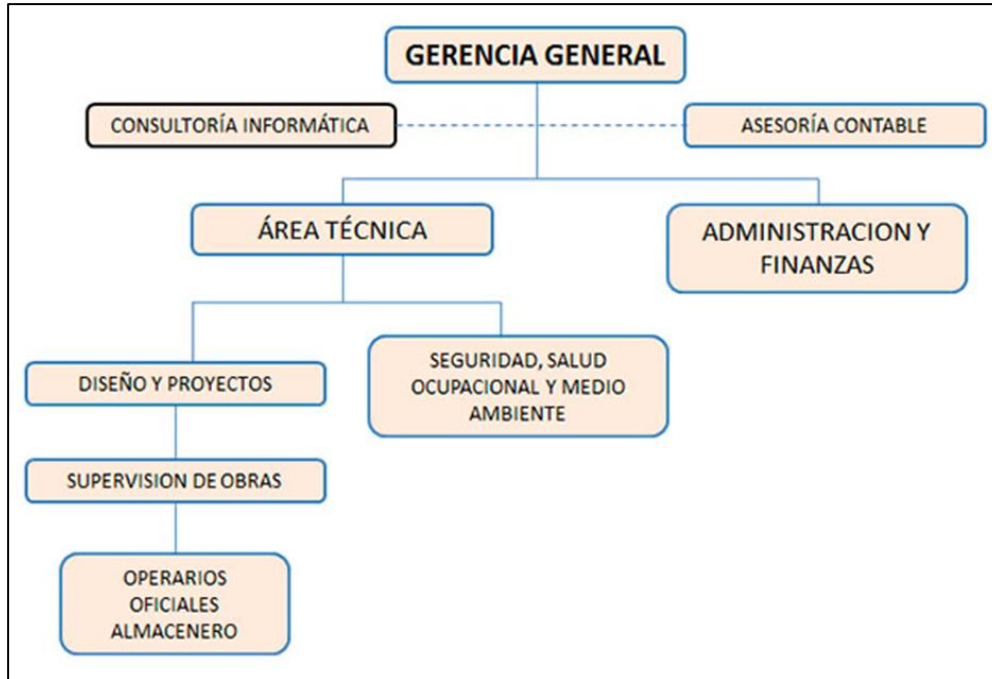 GERENCIA GENERAL
CONSULTORÍA INFORMÁTICA
ASESORÍA CONTABLE
ÁREA TÉCNICA
ADMINISTRACION Y
FINANZAS
DISEÑO Y PROYECTOS
SEGURIDAD, SALUD
OCUPACIONAL Y MEDIO
AMBIENTE
SUPERVISION DE OBRAS
OPERARIOS
OFICIALES
ALMACENERO